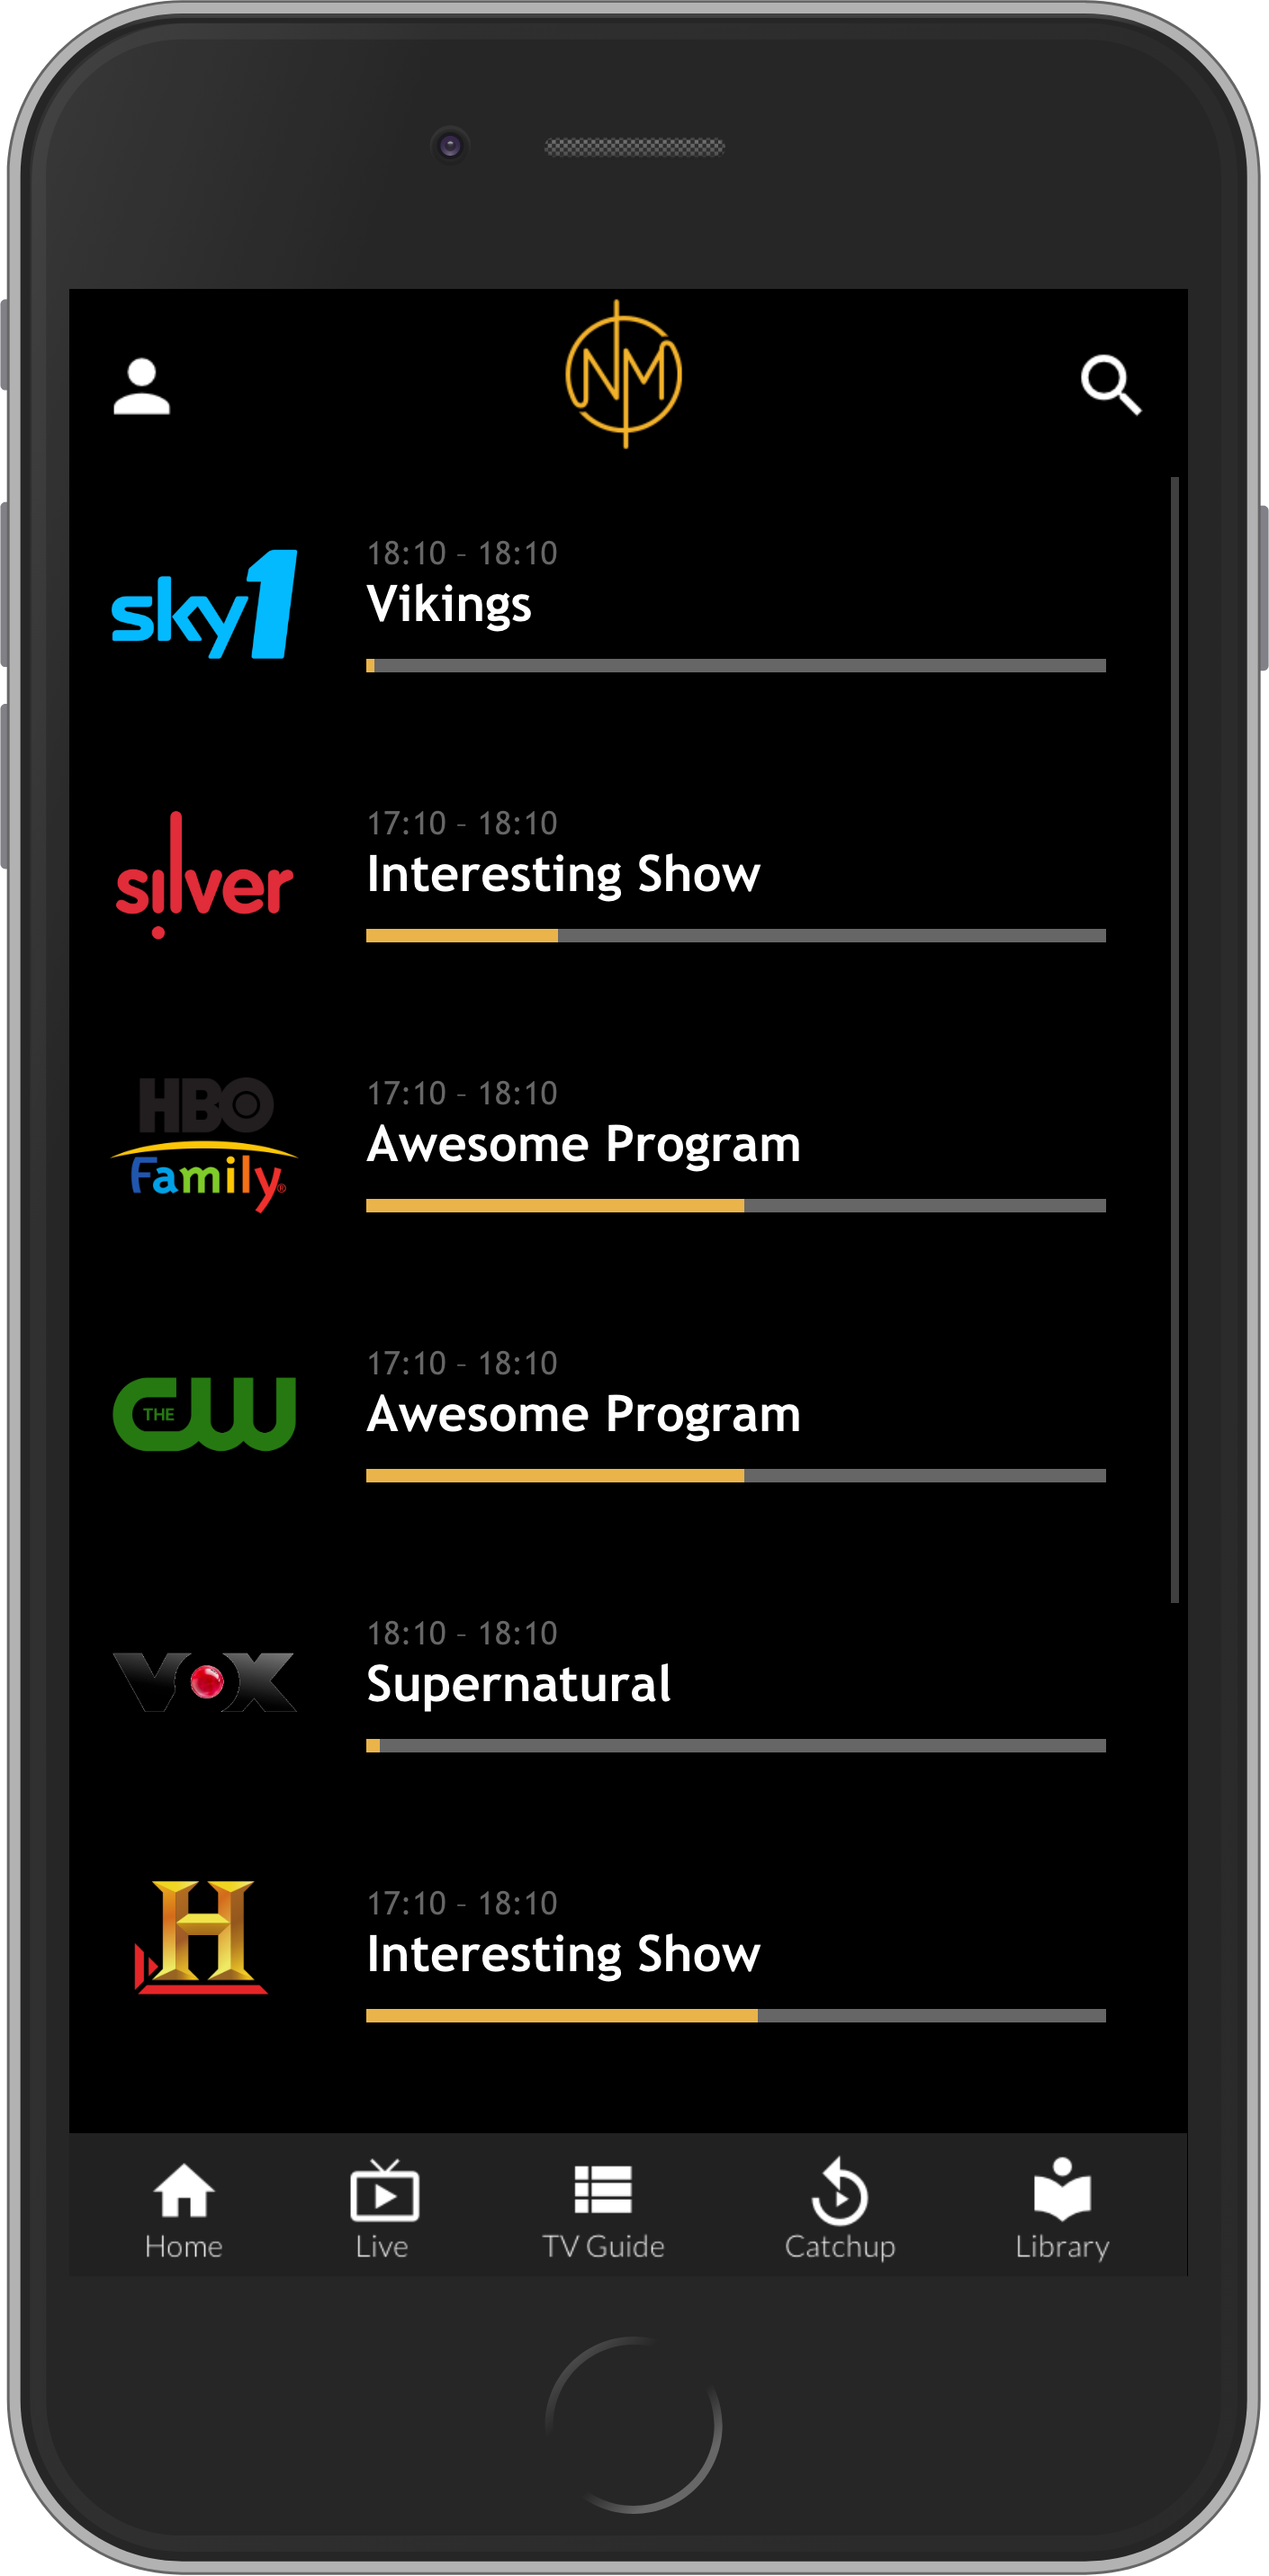 NM
sky1
18:10 - 18:10
Vikings
silver
17:10 - 18:10
Interesting Show
HBO
Family®
17:10 - 18:10
Awesome Program
THE CW
17:10 - 18:10
Awesome Program
VOX
18:10 - 18:10
Supernatural
H
17:10 - 18:10
Interesting Show
Home Live TV Guide Catchup Library